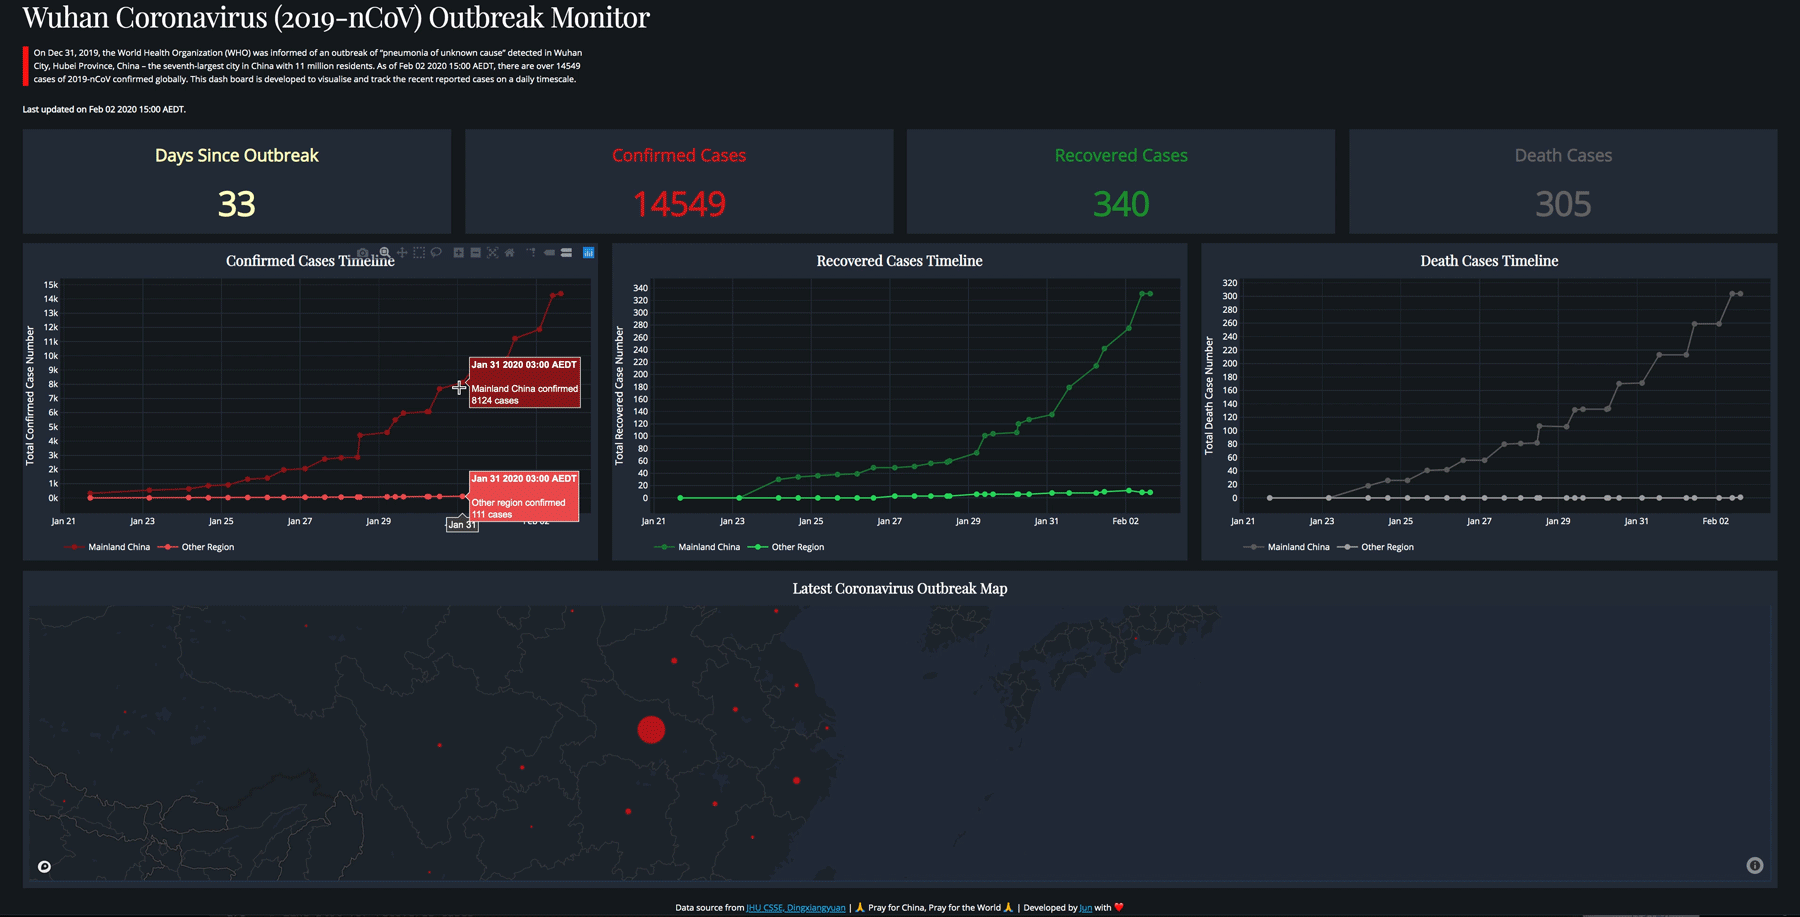 Wuhan Coronavirus (2019-nCoV) Outbreak Monitor
On Dec 31, 2019, the World Health Organization (WHO) was informed of an outbreak of “pneumonia of unknown cause” detected in Wuhan
City, Hubei Province, China – the seventh-largest city in China with 11 million residents. As of Feb 02 2020 15:00 AEDT, there are over 14549
cases of 2019-nCoV confirmed globally. This dash board is developed to visualise and track the recent reported cases on a daily timescale.
Last updated on Feb 02 2020 15:00 AEDT.
Days Since Outbreak
33
Confirmed Cases
14549
Recovered Cases
340
Death Cases
305
Confirmed Cases Timeline
Total Confirmed Case Number
15k
14k
13k
12k
11k
10k
9k
8k
7k
6k
5k
4k
3k
2k
1k
0k
Jan 31 2020 03:00 AEDT
Mainland China confirmed
8124 cases
Jan 31 2020 03:00 AEDT
Other region confirmed
111 cases
Jan 21
Jan 23
Jan 25
Jan 27
Jan 29
Jan 31
Mainland China
Other Region
Recovered Cases Timeline
Total Recovered Case Number
340
320
300
280
260
240
220
200
180
160
140
120
100
80
60
40
20
0
Jan 21
Jan 23
Jan 25
Jan 27
Jan 29
Jan 31
Feb 02
Mainland China
Other Region
Death Cases Timeline
Total Death Case Number
320
300
280
260
240
220
200
180
160
140
120
100
80
60
40
20
0
Jan 21
Jan 23
Jan 25
Jan 27
Jan 29
Jan 31
Feb 02
Mainland China
Other Region
Latest Coronavirus Outbreak Map
Data source from JHU CSSE, Dingxiangyuan | 🙏 Pray for China, Pray for the World 🙏 | Developed by Jun with ❤️